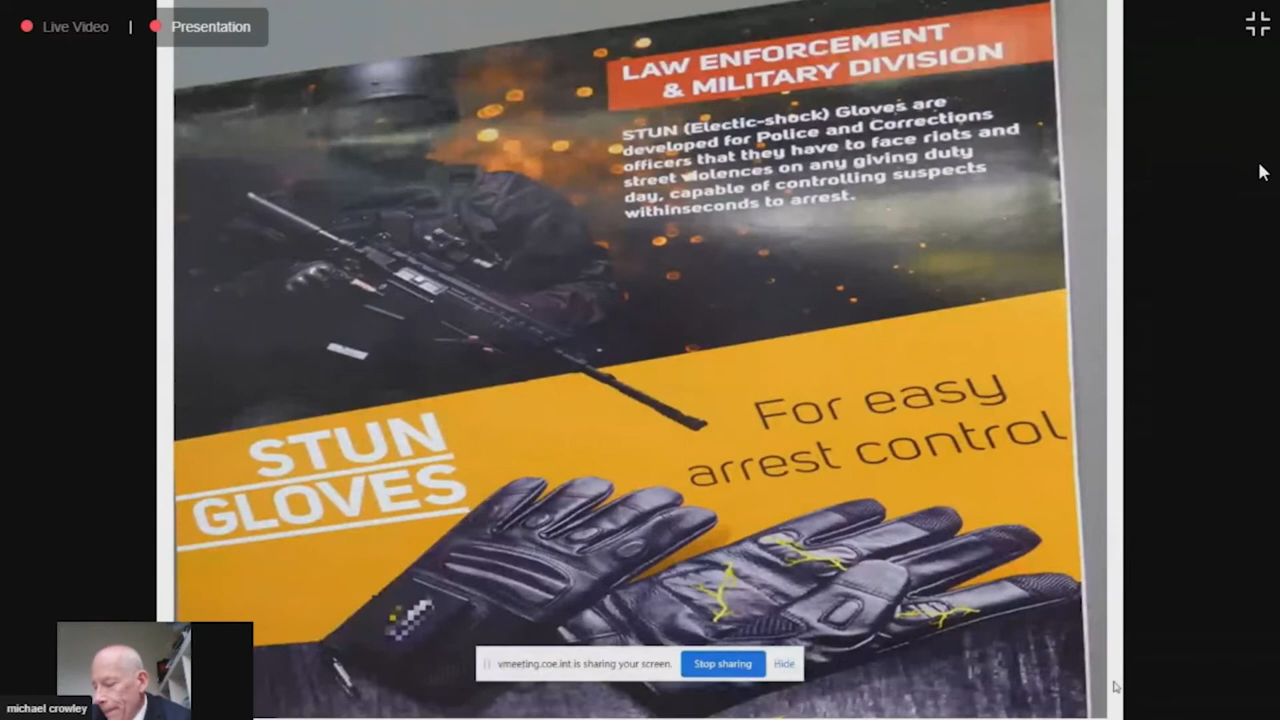 Live Video | Presentation
LAW ENFORCEMENT
& MILITARY DIVISION
STUN (Electic-shock) Gloves are
developed for Police and Corrections
officers that they have to face riots and
street violences on any giving duty
day, capable of controlling suspects
withinseconds to arrest.
For easy
arrest control
STUN
GLOVES
vmeeting.coe.int is sharing your screen. Stop sharing Hide
michael crowley